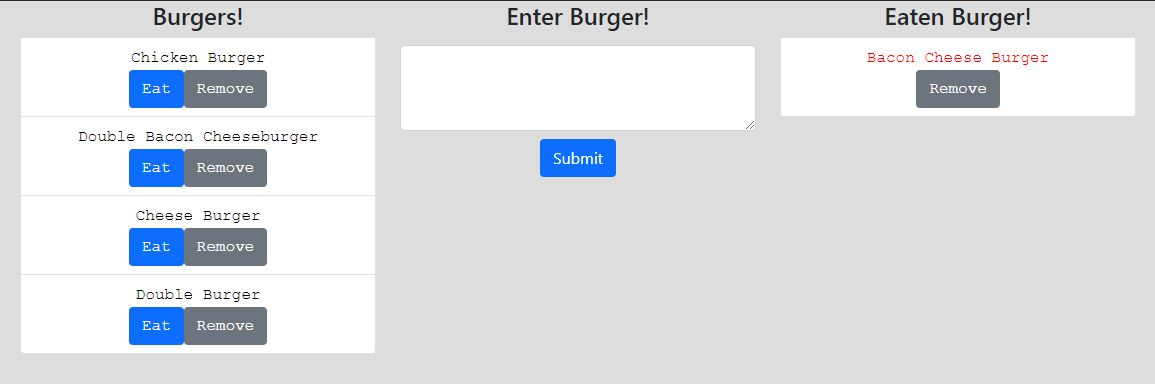 Burgers!
Chicken Burger
Eat Remove
Double Bacon Cheeseburger
Eat Remove
Cheese Burger
Eat Remove
Double Burger
Eat Remove
Enter Burger!
Submit
Eaten Burger!
Bacon Cheese Burger
Remove